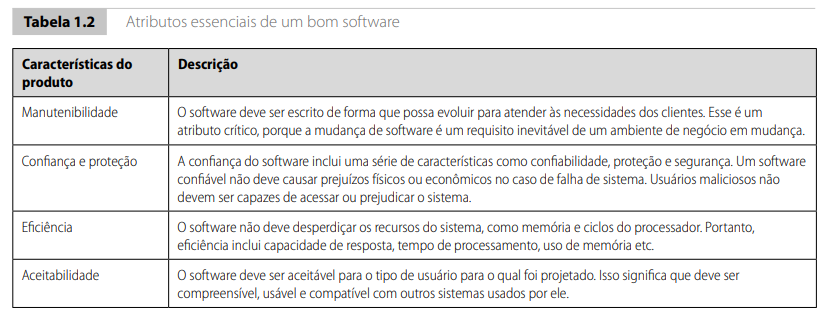 Tabela 1.2 Atributos essenciais de um bom software
Características do produto Descrição
Manutenibilidade O software deve ser escrito de forma que possa evoluir para atender às necessidades dos clientes. Esse é um
atributo crítico, porque a mudança de software é um requisito inevitável de um ambiente de negócio em mudança.
Confiança e proteção A confiança do software inclui uma série de características como confiabilidade, proteção e segurança. Um software
confiável não deve causar prejuízos físicos ou econômicos no caso de falha de sistema. Usuários maliciosos não
devem ser capazes de acessar ou prejudicar o sistema.
Eficiência O software não deve desperdiçar os recursos do sistema, como memória e ciclos do processador. Portanto,
eficiência inclui capacidade de resposta, tempo de processamento, uso de memória etc.
Aceitabilidade O software deve ser aceitável para o tipo de usuário para o qual foi projetado. Isso significa que deve ser
compreensível, usável e compatível com outros sistemas usados por ele.